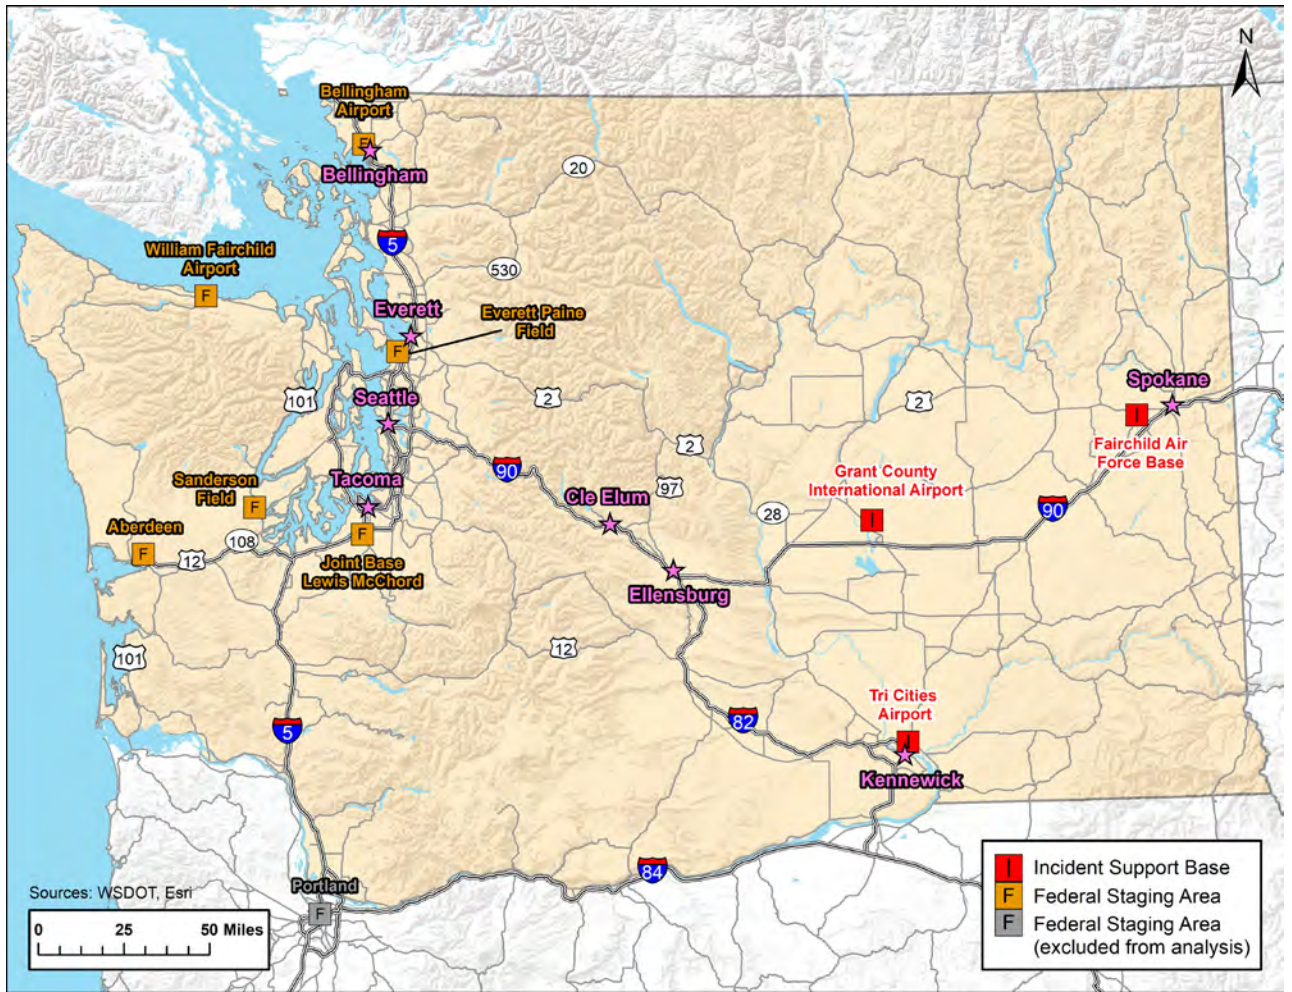 N
Bellingham
Airport
F
Bellingham
20
5
William Fairchild
Airport
F
530
Everett
Everett Paine
Field
F
101
Seattle
2
2
Spokane
I
Fairchild Air
Force Base
2
90
Grant County
International Airport
Tacoma
Sanderson
Field
F
97
Cle Elum
28
I
90
Aberdeen
F
12
108
F
Joint Base
Lewis McChord
Ellensburg
101
12
Tri Cities
Airport
5
82
I
Kennewick
84
Sources: WSDOT, Esri
Portland
F
0 25 50 Miles
I Incident Support Base
F Federal Staging Area
F Federal Staging Area
(excluded from analysis)